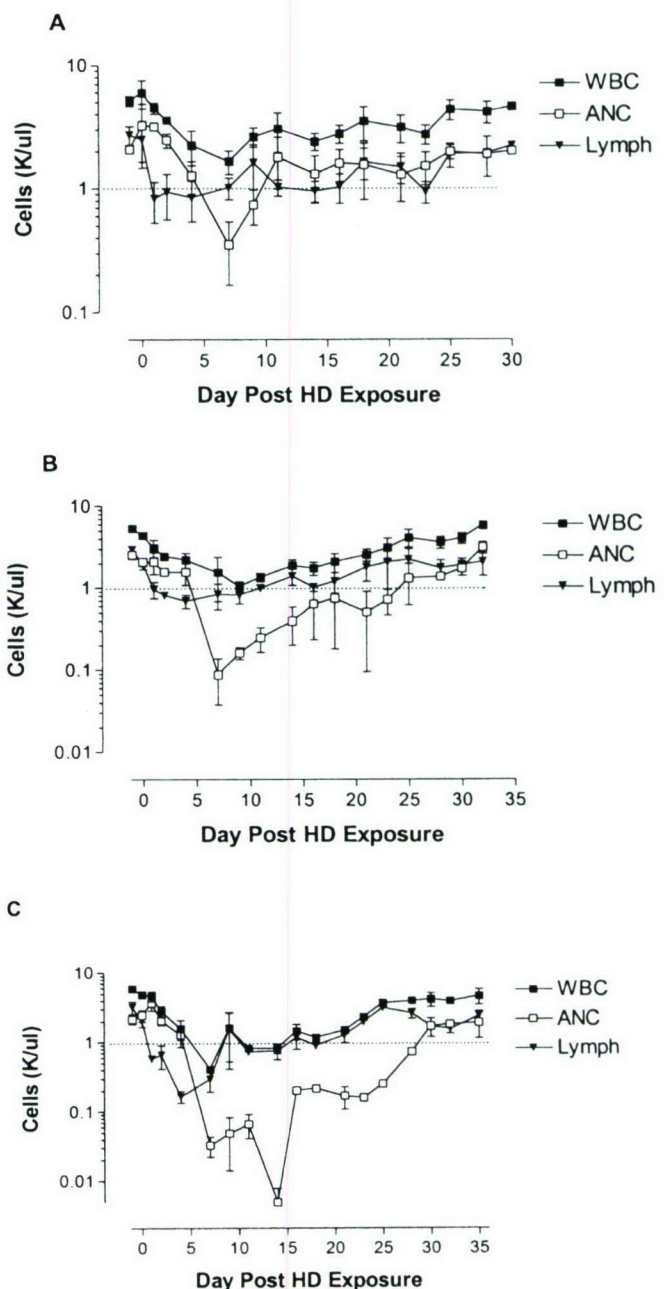 A
10
1
0.1
Cells (K/ul)
0 5 10 15 20 25 30
Day Post HD Exposure
WBC
ANC
Lymph
B
10
1
0.1
0.01
Cells (K/ul)
0 5 10 15 20 25 30 35
Day Post HD Exposure
WBC
ANC
Lymph
C
10
1
0.1
0.01
Cells (K/ul)
0 5 10 15 20 25 30 35
Day Post HD Exposure
WBC
ANC
Lymph